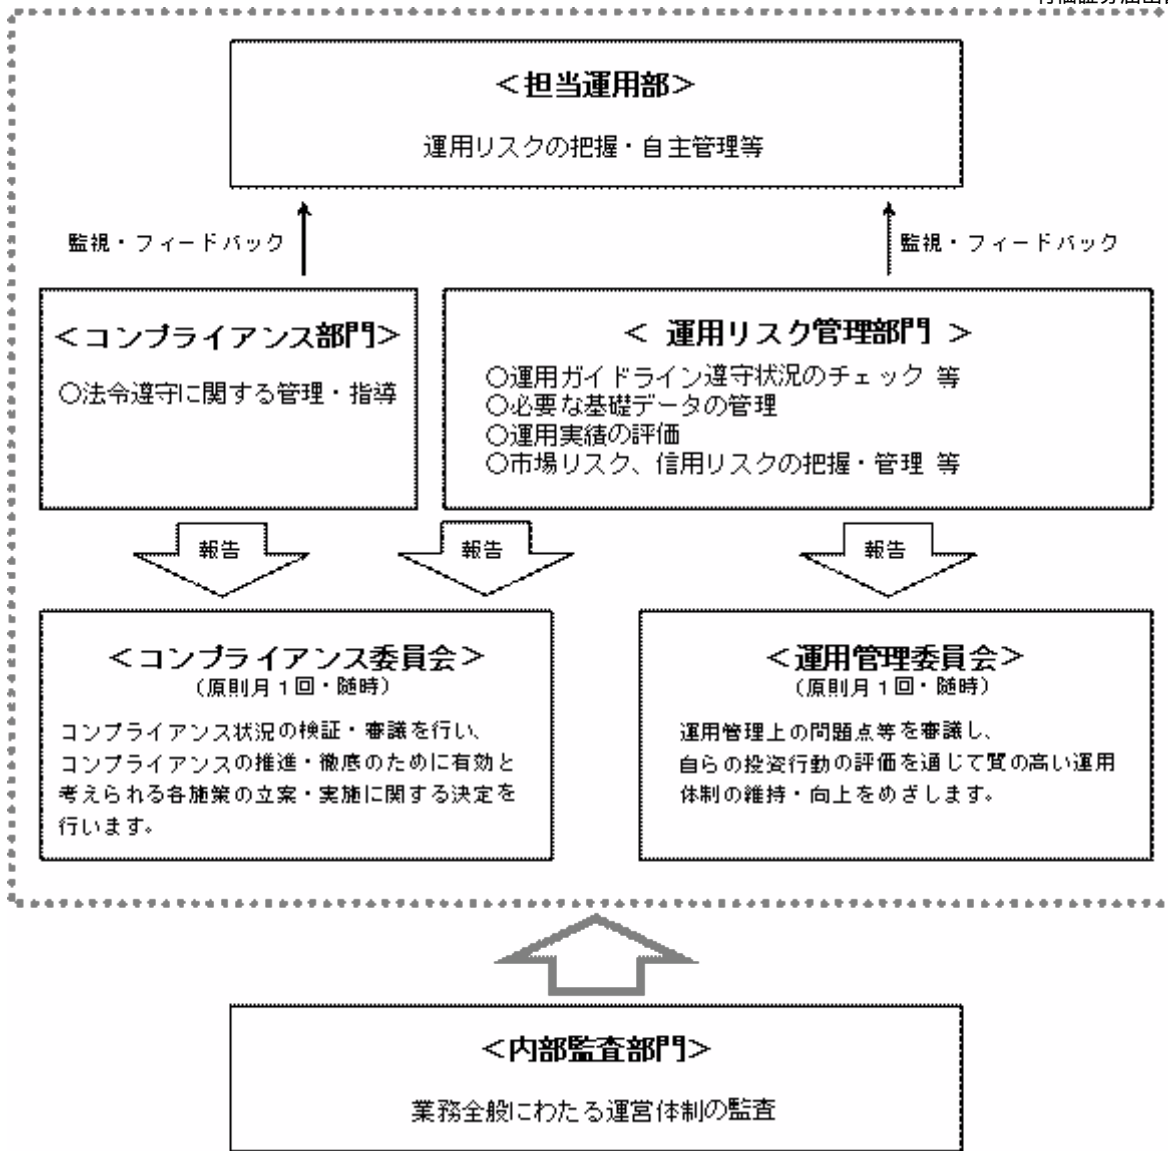 ＜担当運用部＞
運用リスクの把握・自主管理等
監視・フィードバック
監視・フィードバック
＜コンプライアンス部門＞
○法令遵守に関する管理・指導
＜ 運用リスク管理部門 ＞
○運用ガイドライン遵守状況のチェック 等
○必要な基礎データの管理
○運用実績の評価
○市場リスク、信用リスクの把握・管理 等
報告
報告
報告
＜コンプライアンス委員会＞
（原則月１回・随時）
コンプライアンス状況の検証・審議を行い、
コンプライアンスの推進・徹底のために有効と
考えられる各施策の立案・実施に関する決定を
行います。
＜運用管理委員会＞
（原則月１回・随時）
運用管理上の問題点等を審議し、
自らの投資行動の評価を通じて質の高い運用
体制の維持・向上をめざします。
＜内部監査部門＞
業務全般にわたる運営体制の監査